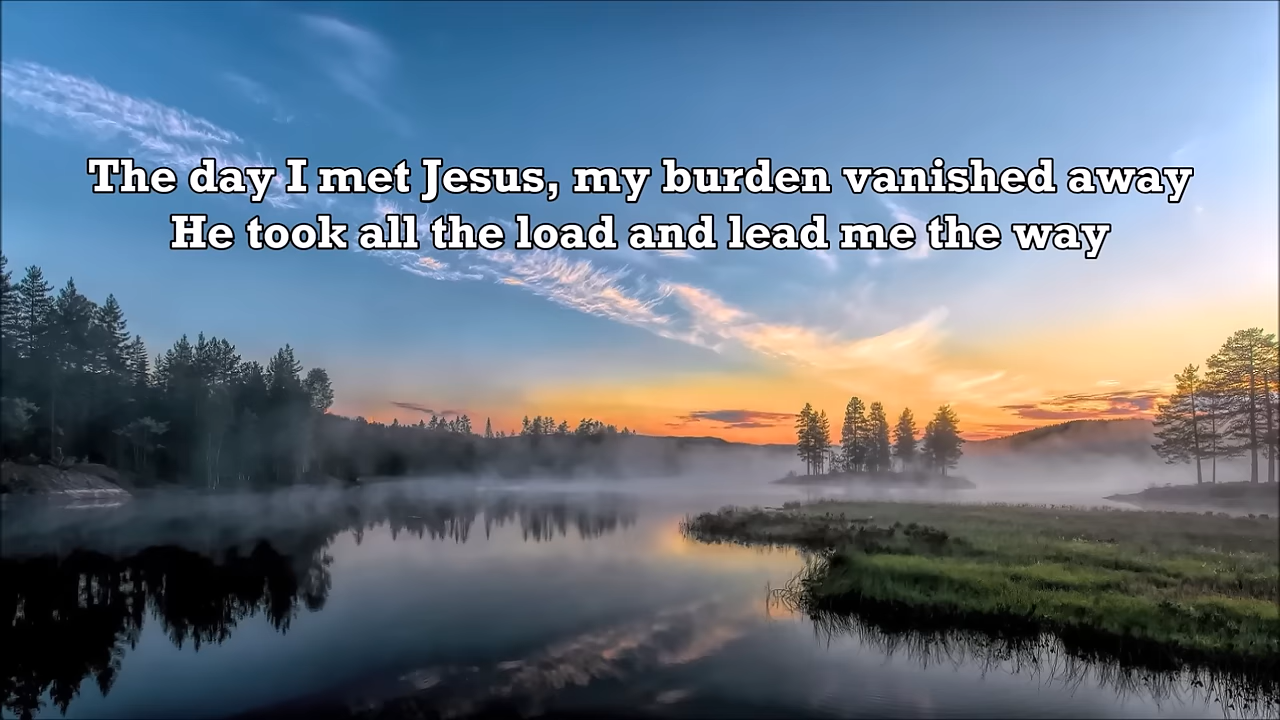 The day I met Jesus, my burden vanished away
He took all the load and lead me the way